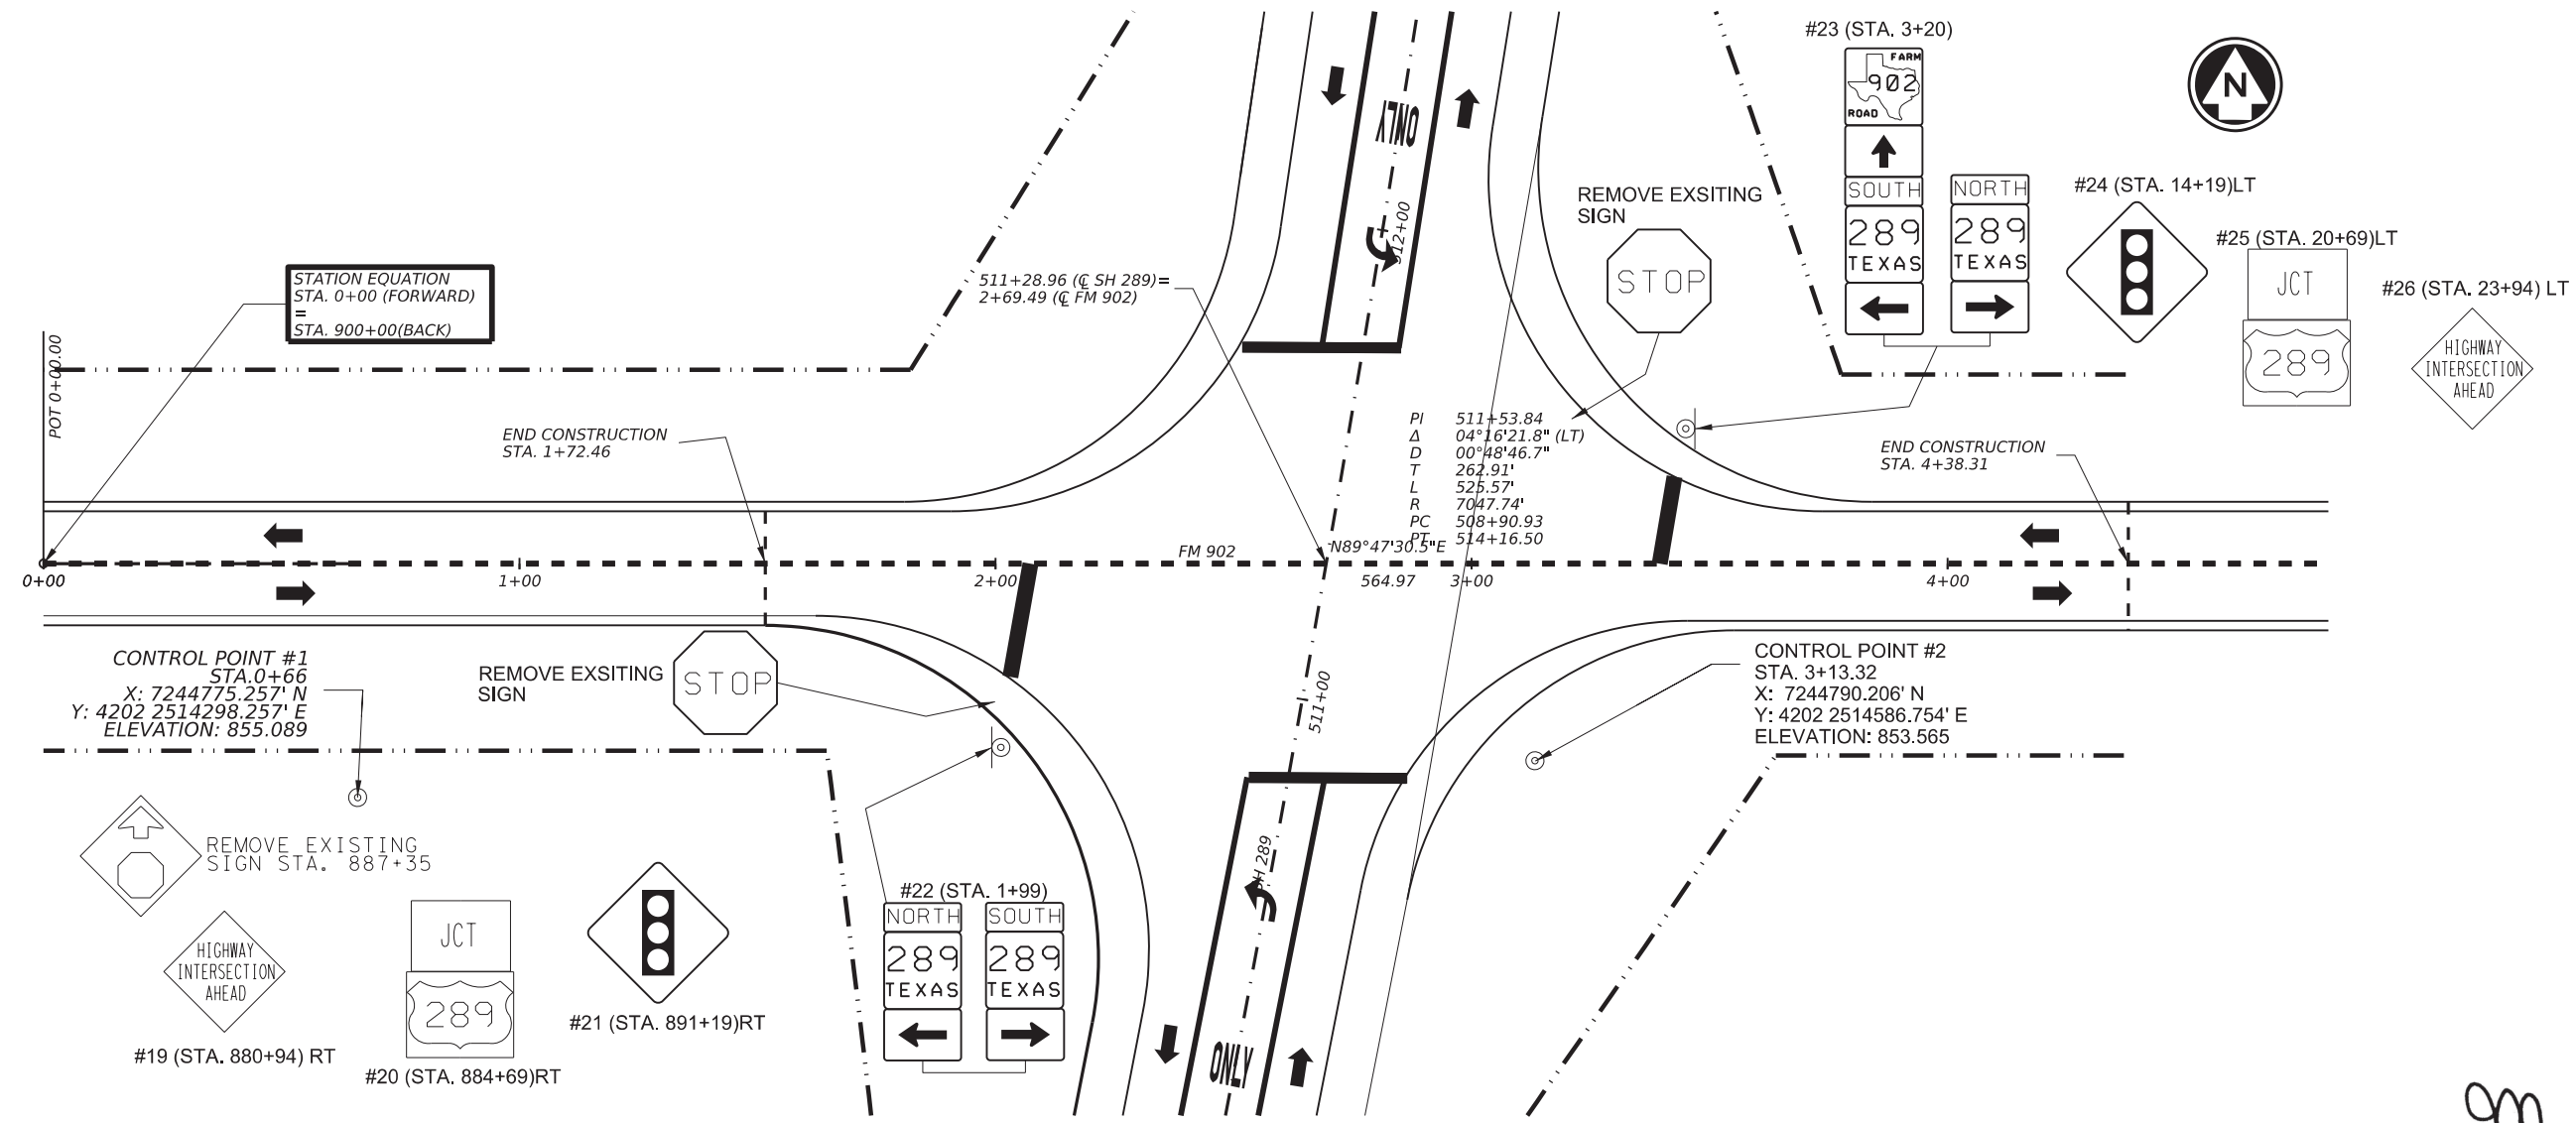 #23 (STA. 3+20)
FARM
902
ROAD
SOUTH
289
TEXAS
NORTH
289
TEXAS
N
#24 (STA. 14+19)LT
#25 (STA. 20+69)LT
JCT
289
#26 (STA. 23+94) LT
HIGHWAY
INTERSECTION
AHEAD
ONLY
512+00
REMOVE EXSITING
SIGN
STOP
STATION EQUATION
STA. 0+00 (FORWARD)
=
STA. 900+00(BACK)
511+28.96 (℄ SH 289)=
2+69.49 (℄ FM 902)
POT 0+00.00
END CONSTRUCTION
STA. 1+72.46
PI 511+53.84
Δ 04°16'21.8" (LT)
D 00°48'46.7"
T 262.91'
L 525.57'
R 7047.74'
PC 508+90.93
PT 514+16.50
END CONSTRUCTION
STA. 4+38.31
FM 902
N89°47'30.5"E
564.97
0+00
1+00
2+00
3+00
4+00
CONTROL POINT #1
STA.0+66
X: 7244775.257' N
Y: 4202 2514298.257' E
ELEVATION: 855.089
REMOVE EXSITING
SIGN
STOP
511+00
CONTROL POINT #2
STA. 3+13.32
X: 7244790.206' N
Y: 4202 2514586.754' E
ELEVATION: 853.565
REMOVE EXISTING
SIGN STA. 887+35
HIGHWAY
INTERSECTION
AHEAD
#19 (STA. 880+94) RT
JCT
289
#20 (STA. 884+69)RT
#21 (STA. 891+19)RT
#22 (STA. 1+99)
NORTH
289
TEXAS
SOUTH
289
TEXAS
SH 289
ONLY